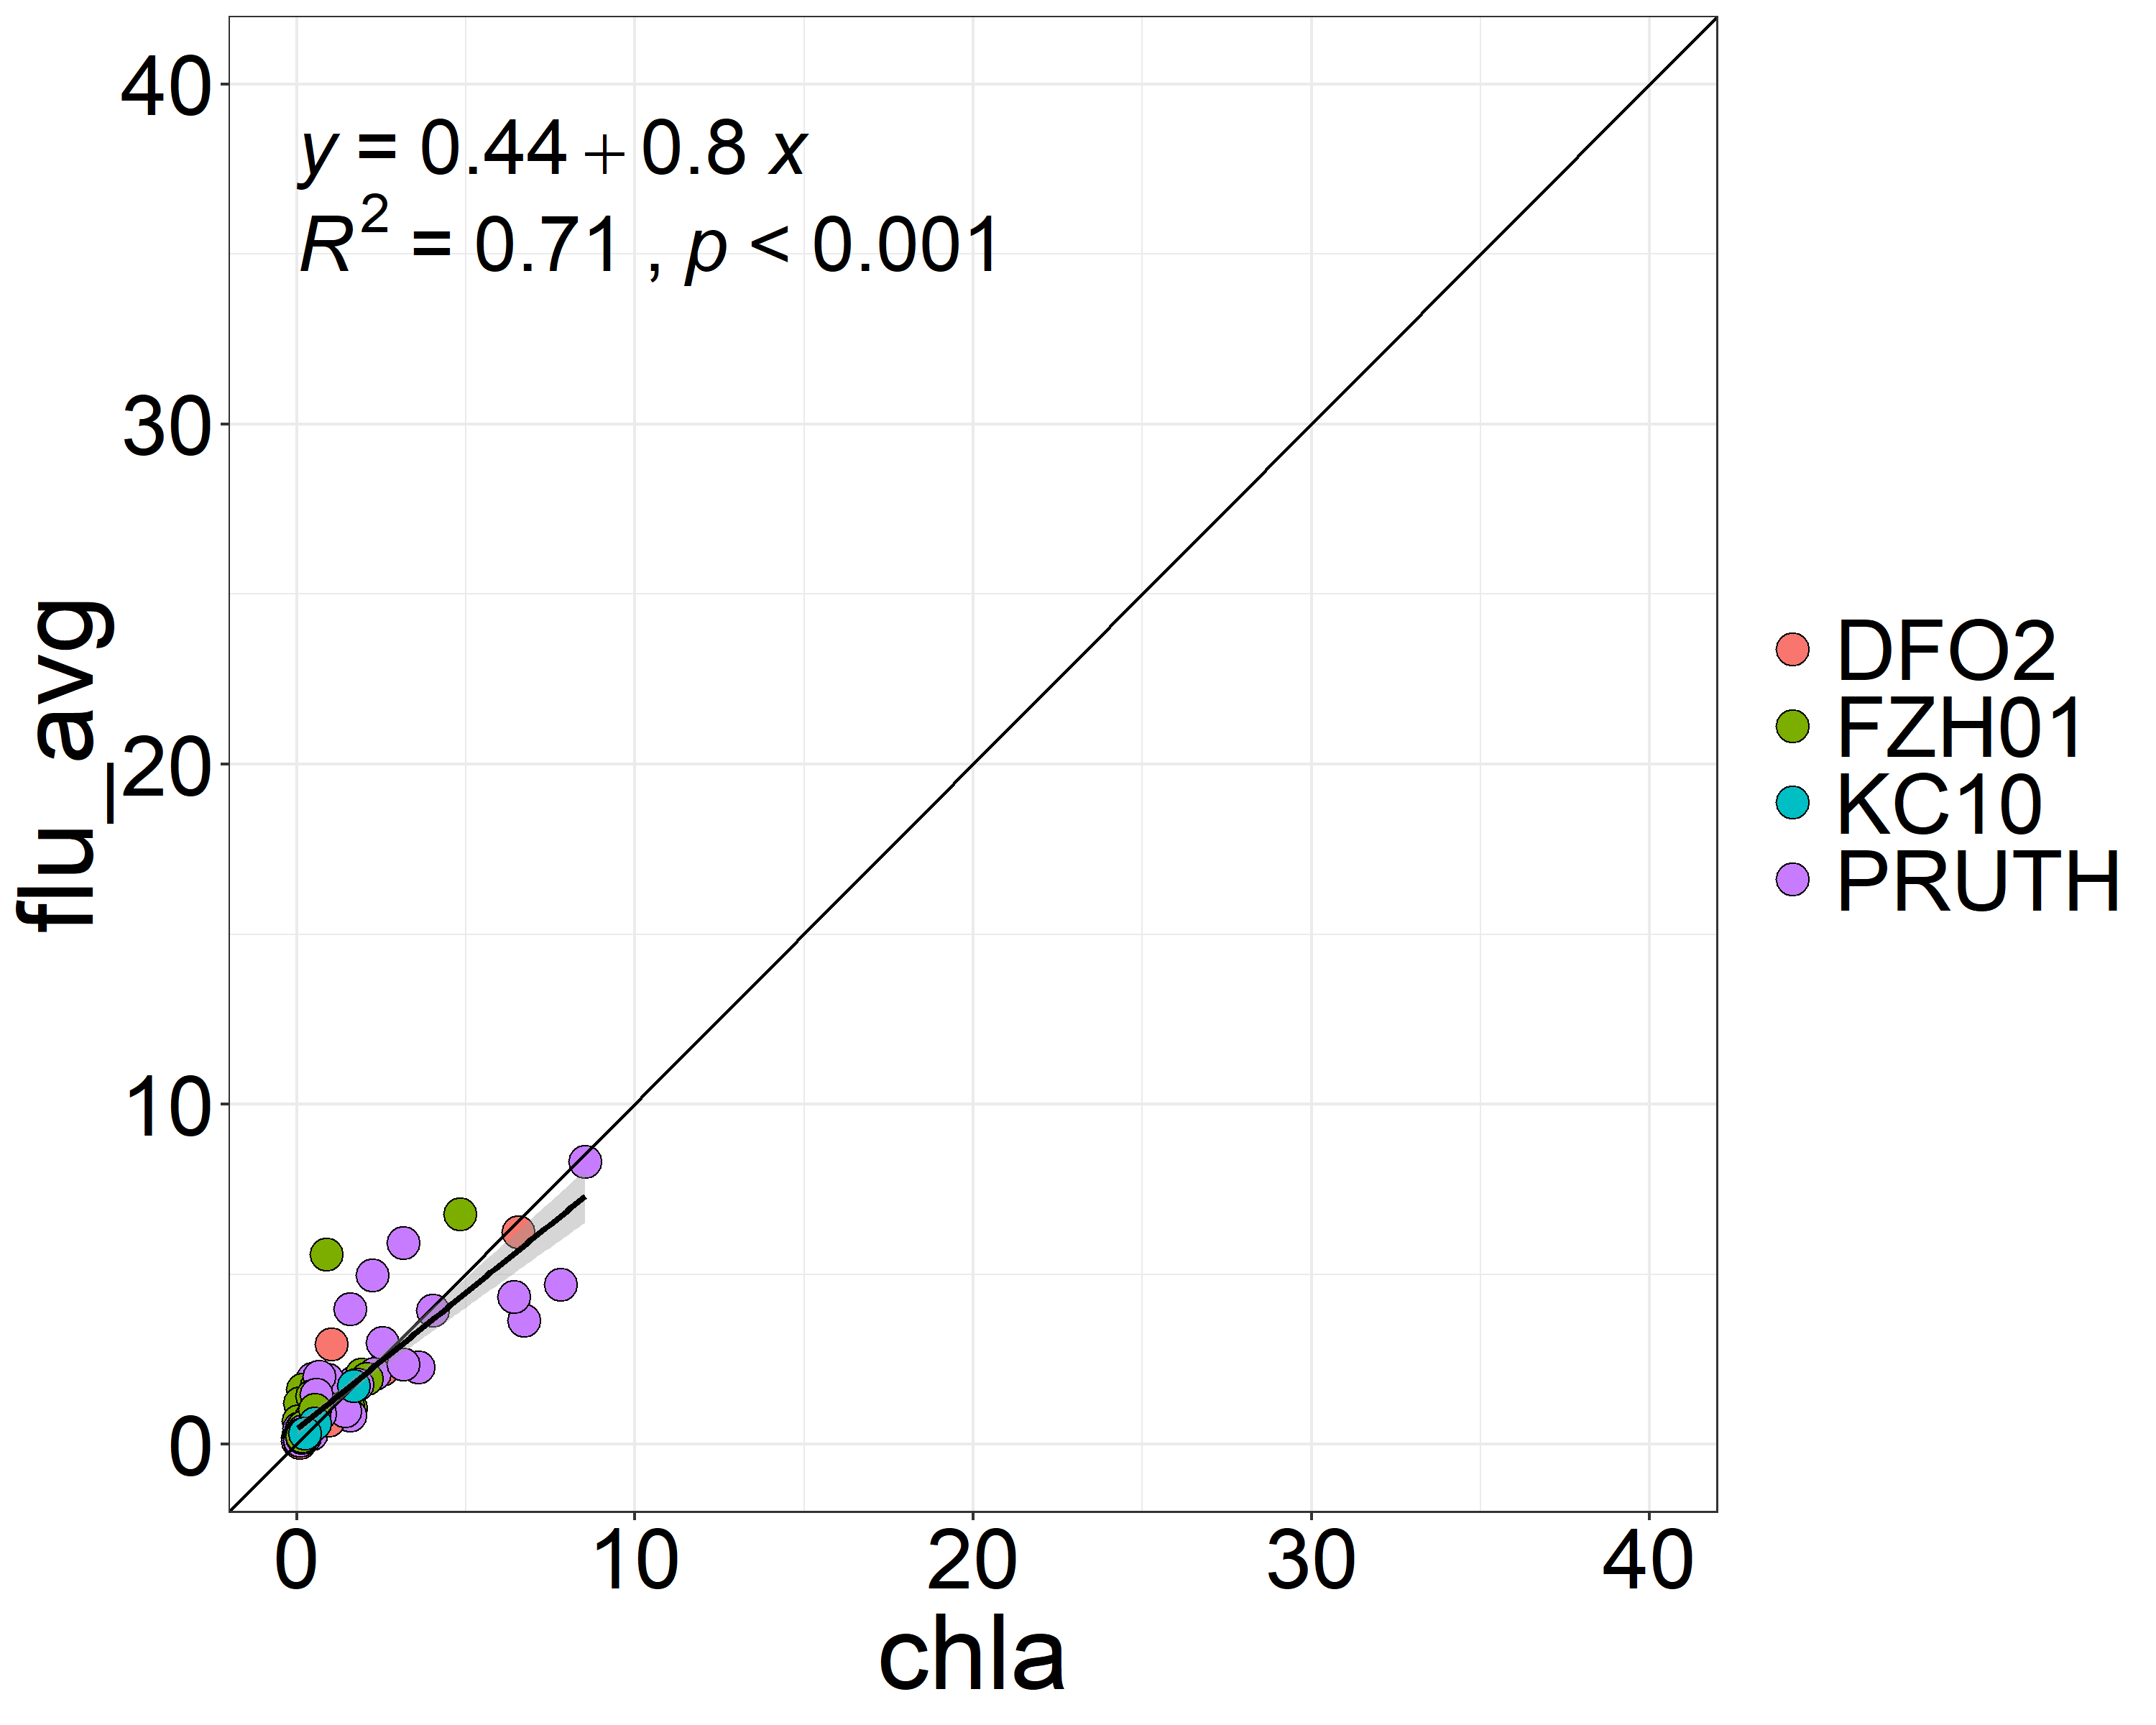 40
30
20
10
0
y = 0.44 + 0.8 x
R² = 0.71 , p < 0.001
flu_avg
0 10 20 30 40
chla
DFO2
FZH01
KC10
PRUTH